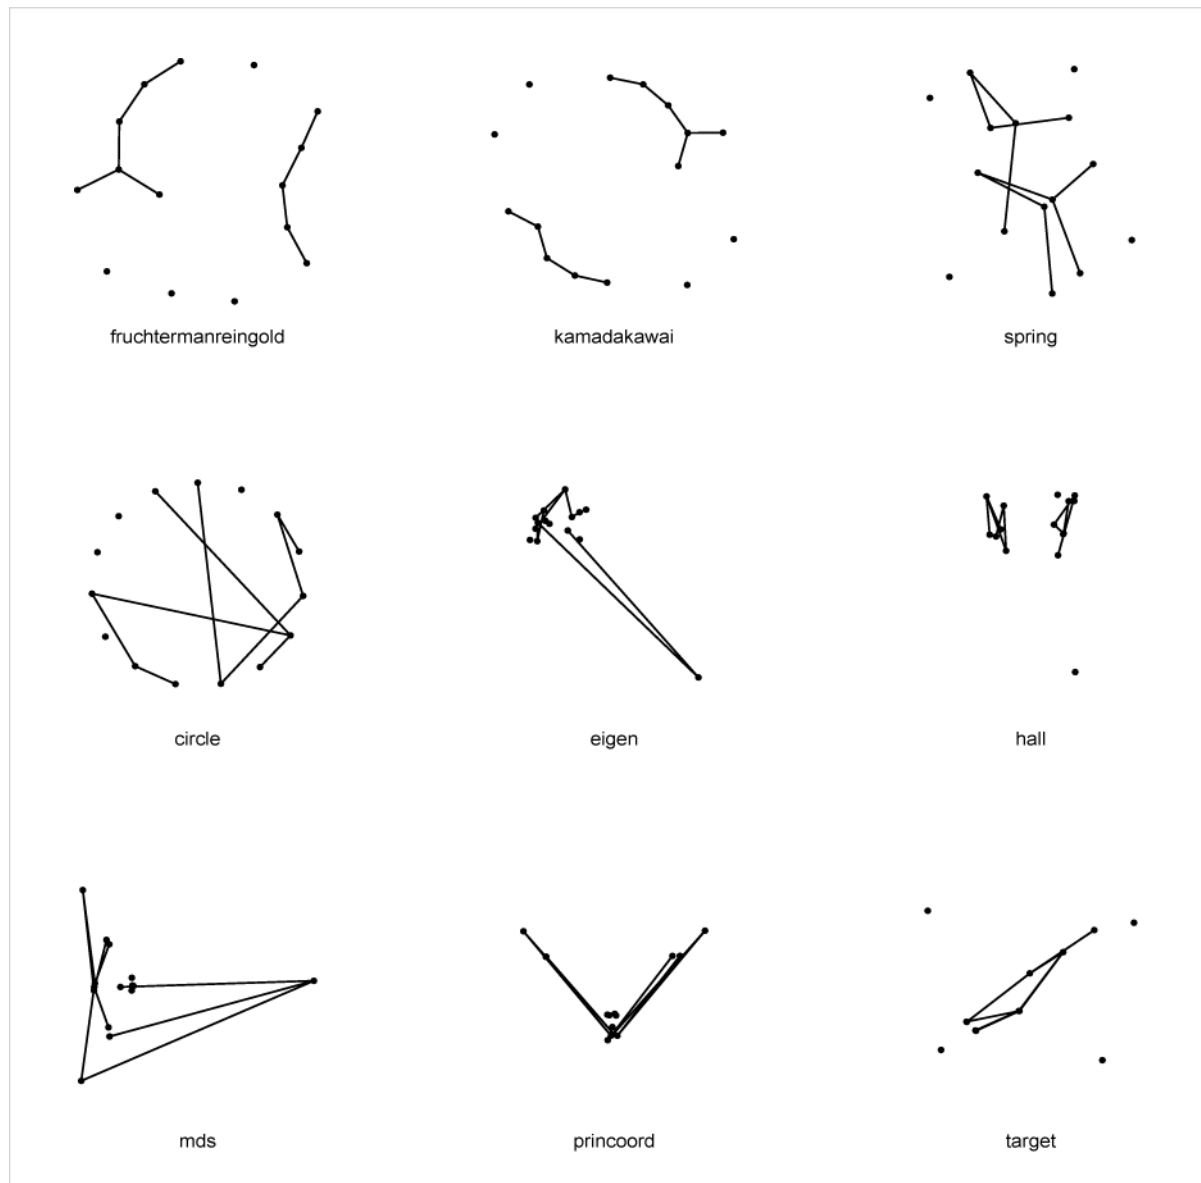 fruchtermanreingold
kamadakawai
spring
circle
eigen
hall
mds
princoord
target